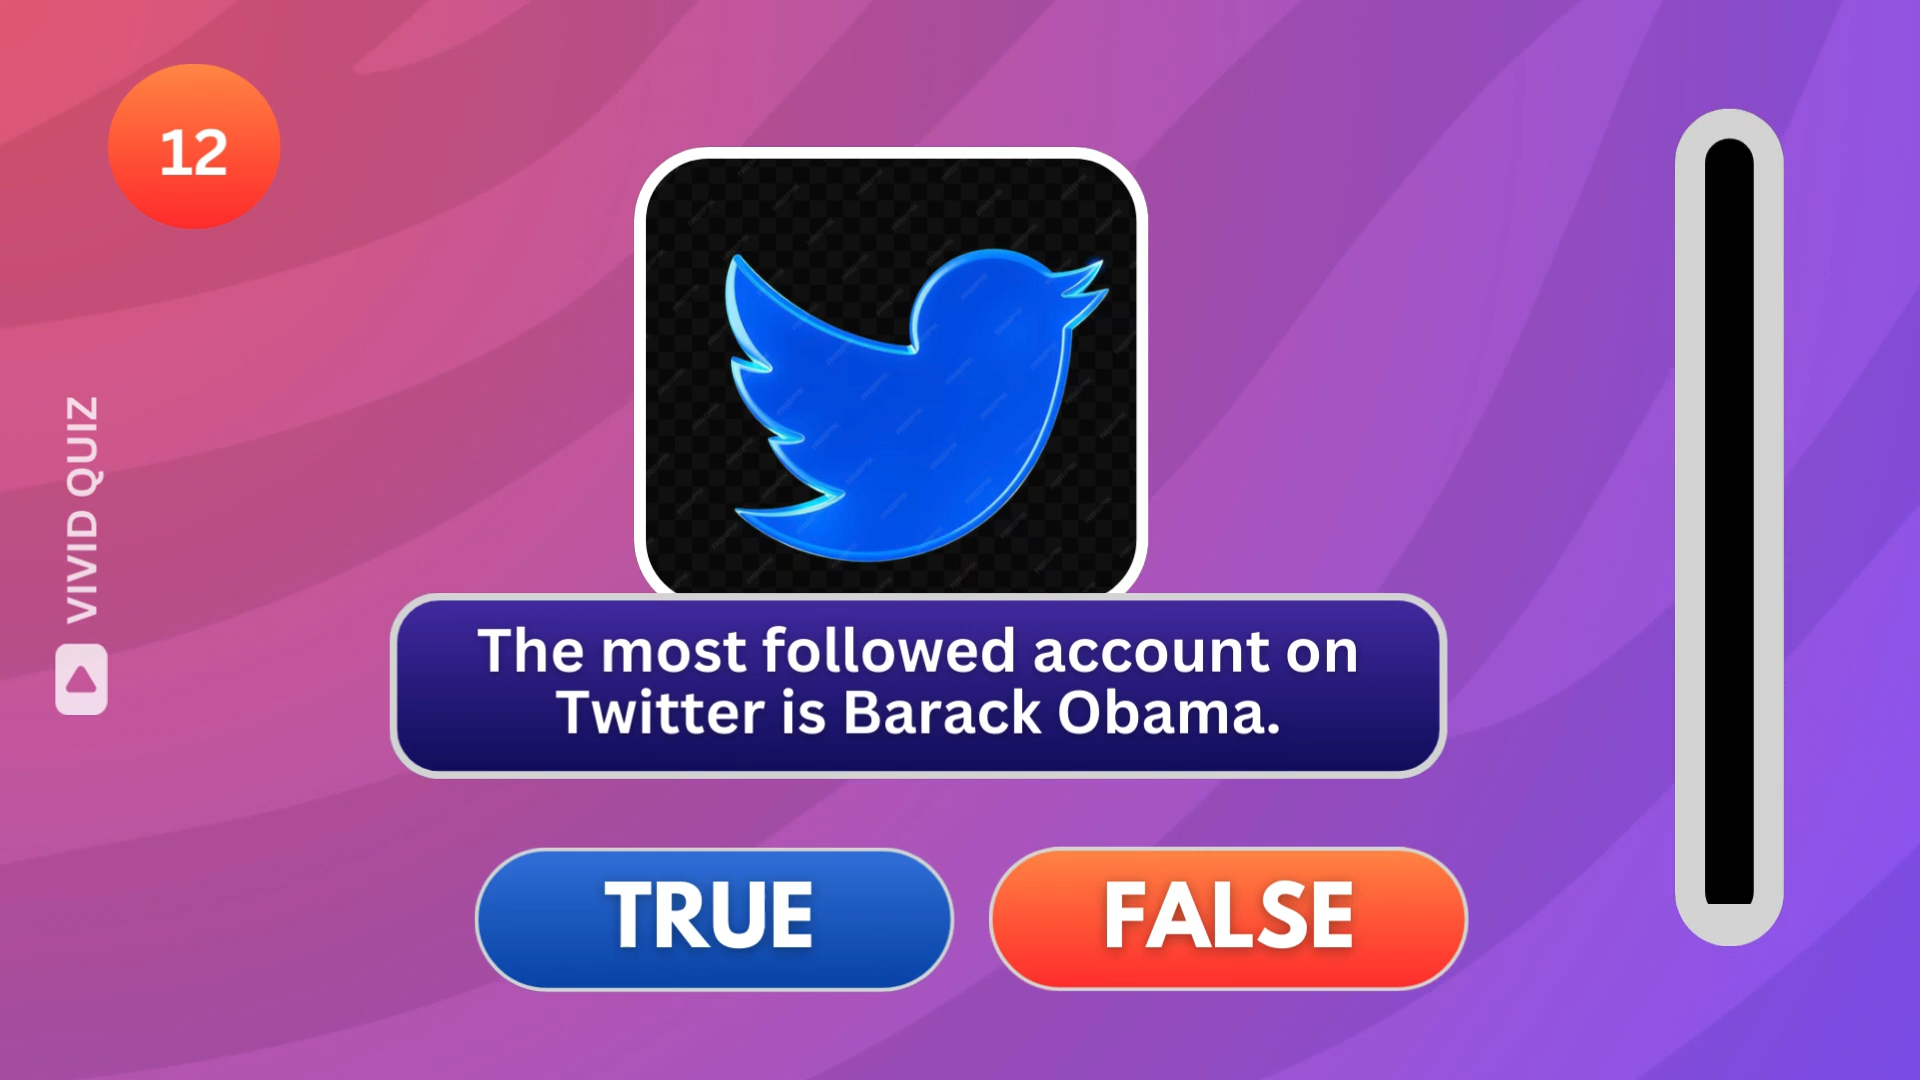 12
VIVID QUIZ
The most followed account on
Twitter is Barack Obama.
TRUE
FALSE